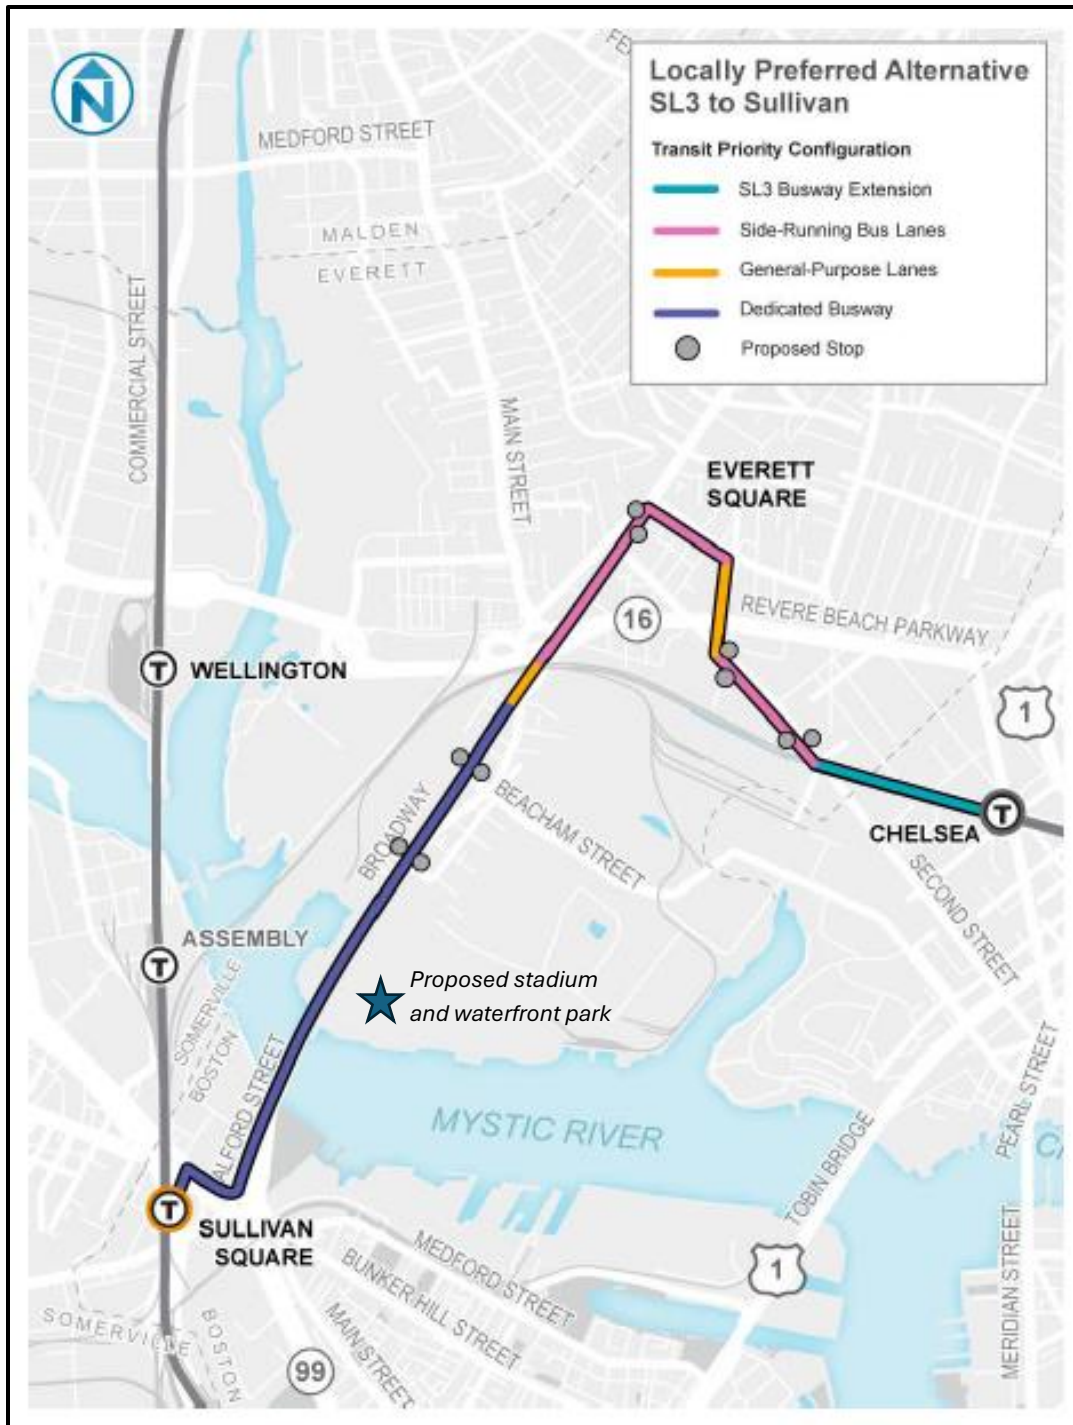 FE
Locally Preferred Alternative
SL3 to Sullivan
Transit Priority Configuration
SL3 Busway Extension
Side-Running Bus Lanes
General-Purpose Lanes
Dedicated Busway
Proposed Stop
N
MEDFORD STREET
MALDEN
EVERETT
COMMERCIAL STREET
MAIN STREET
EVERETT
SQUARE
16
REVERE BEACH PARKWAY
T
WELLINGTON
1
BROADWAY
BEACHAM STREET
T
CHELSEA
SECOND STREET
T
ASSEMBLY
SOMERVILLE
BOSTON
Proposed stadium
and waterfront park
ALFORD STREET
MYSTIC RIVER
TOBIN BRIDGE
PEARL STREET
T
SULLIVAN
SQUARE
MEDFORD STREET
BUNKER HILL STREET
MAIN STREET
1
MERIDIAN STREET
SOMERVILLE
BOSTON
99